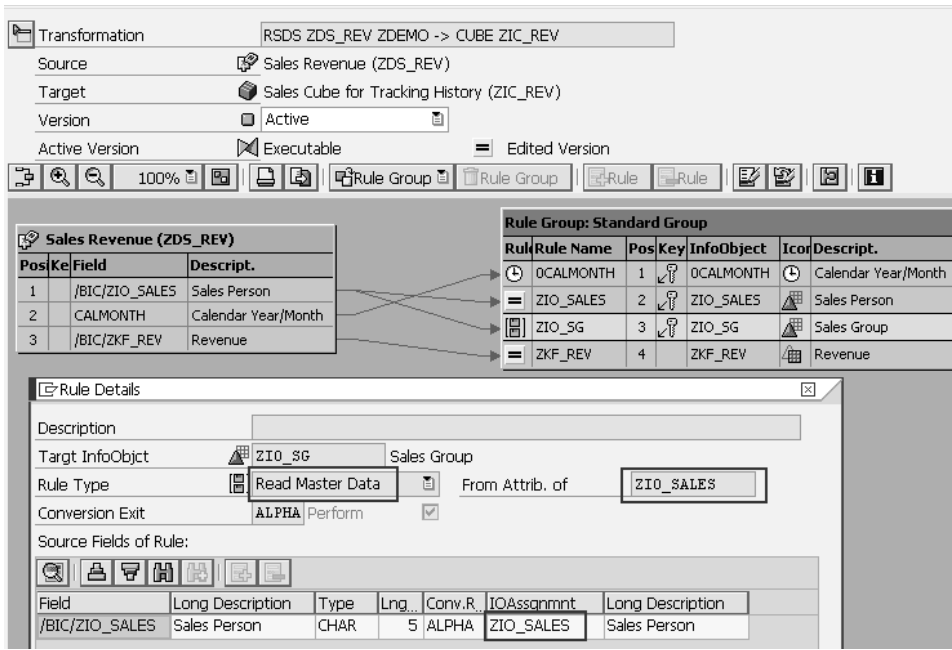 Transformation RSDS ZDS_REV ZDEMO -> CUBE ZIC_REV
Source Sales Revenue (ZDS_REV)
Target Sales Cube for Tracking History (ZIC_REV)
Version Active
Active Version Executable = Edited Version
100% Rule Group Rule Group Rule Rule
Rule Group: Standard Group
Sales Revenue (ZDS_REV)
Rul Rule Name Pos Key InfoObject Icor Descript.
Posi Ke Field Descript.
0CALMONTH 1 0CALMONTH Calendar Year/Month
1 /BIC/ZIO_SALES Sales Person
= ZIO_SALES 2 ZIO_SALES Sales Person
2 CALMONTH Calendar Year/Month
ZIO_SG 3 ZIO_SG Sales Group
3 /BIC/ZKF_REV Revenue
= ZKF_REV 4 ZKF_REV Revenue
Rule Details
Description
Targt InfoObjct ZIO_SG Sales Group
Rule Type Read Master Data From Attrib. of ZIO_SALES
Conversion Exit ALPHA Perform
Source Fields of Rule:
Field Long Description Type Lng... Conv.R... IOAssgnmnt Long Description
/BIC/ZIO_SALES Sales Person CHAR 5 ALPHA ZIO_SALES Sales Person